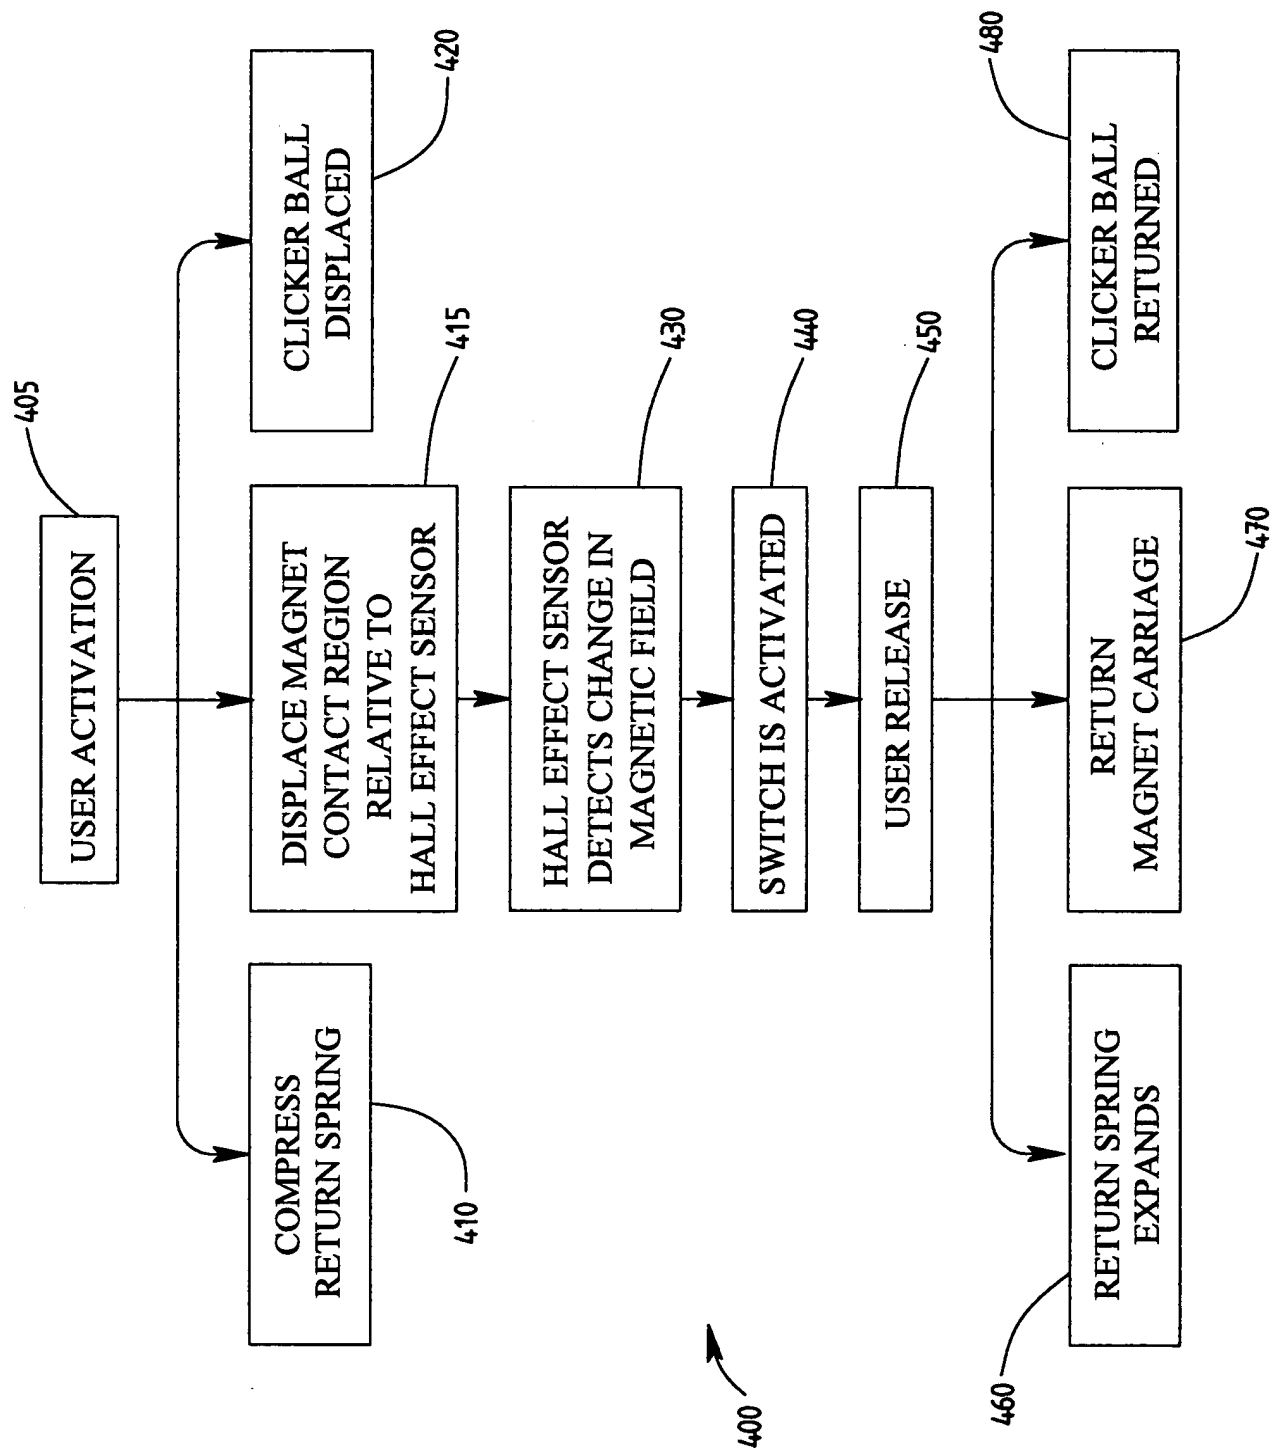 405
USER ACTIVATION
COMPRESS
RETURN SPRING
410
DISPLACE MAGNET
CONTACT REGION
RELATIVE TO
HALL EFFECT SENSOR
415
CLICKER BALL
DISPLACED
420
HALL EFFECT SENSOR
DETECTS CHANGE IN
MAGNETIC FIELD
430
SWITCH IS ACTIVATED
440
USER RELEASE
450
RETURN SPRING
EXPANDS
460
RETURN
MAGNET CARRIAGE
470
CLICKER BALL
RETURNED
480
400